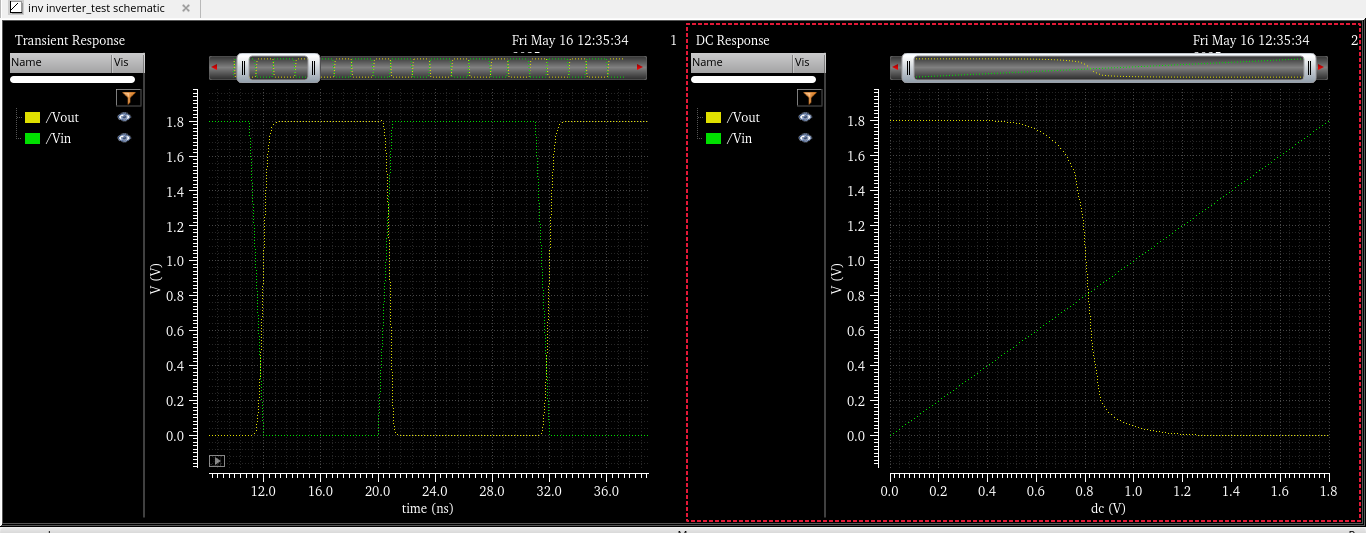 inv inverter_test schematic
Transient Response
Fri May 16 12:35:34
1
Name Vis
/Vout
/Vin
V (V)
1.8
1.6
1.4
1.2
1.0
0.8
0.6
0.4
0.2
0.0
12.0 16.0 20.0 24.0 28.0 32.0 36.0
time (ns)
DC Response
Fri May 16 12:35:34
2
Name Vis
/Vout
/Vin
V (V)
1.8
1.6
1.4
1.2
1.0
0.8
0.6
0.4
0.2
0.0
0.0 0.2 0.4 0.6 0.8 1.0 1.2 1.4 1.6 1.8
dc (V)